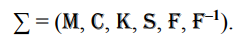 ∑ = (𝕄, ℂ, 𝕂, 𝕊, 𝔽, 𝔽⁻¹).